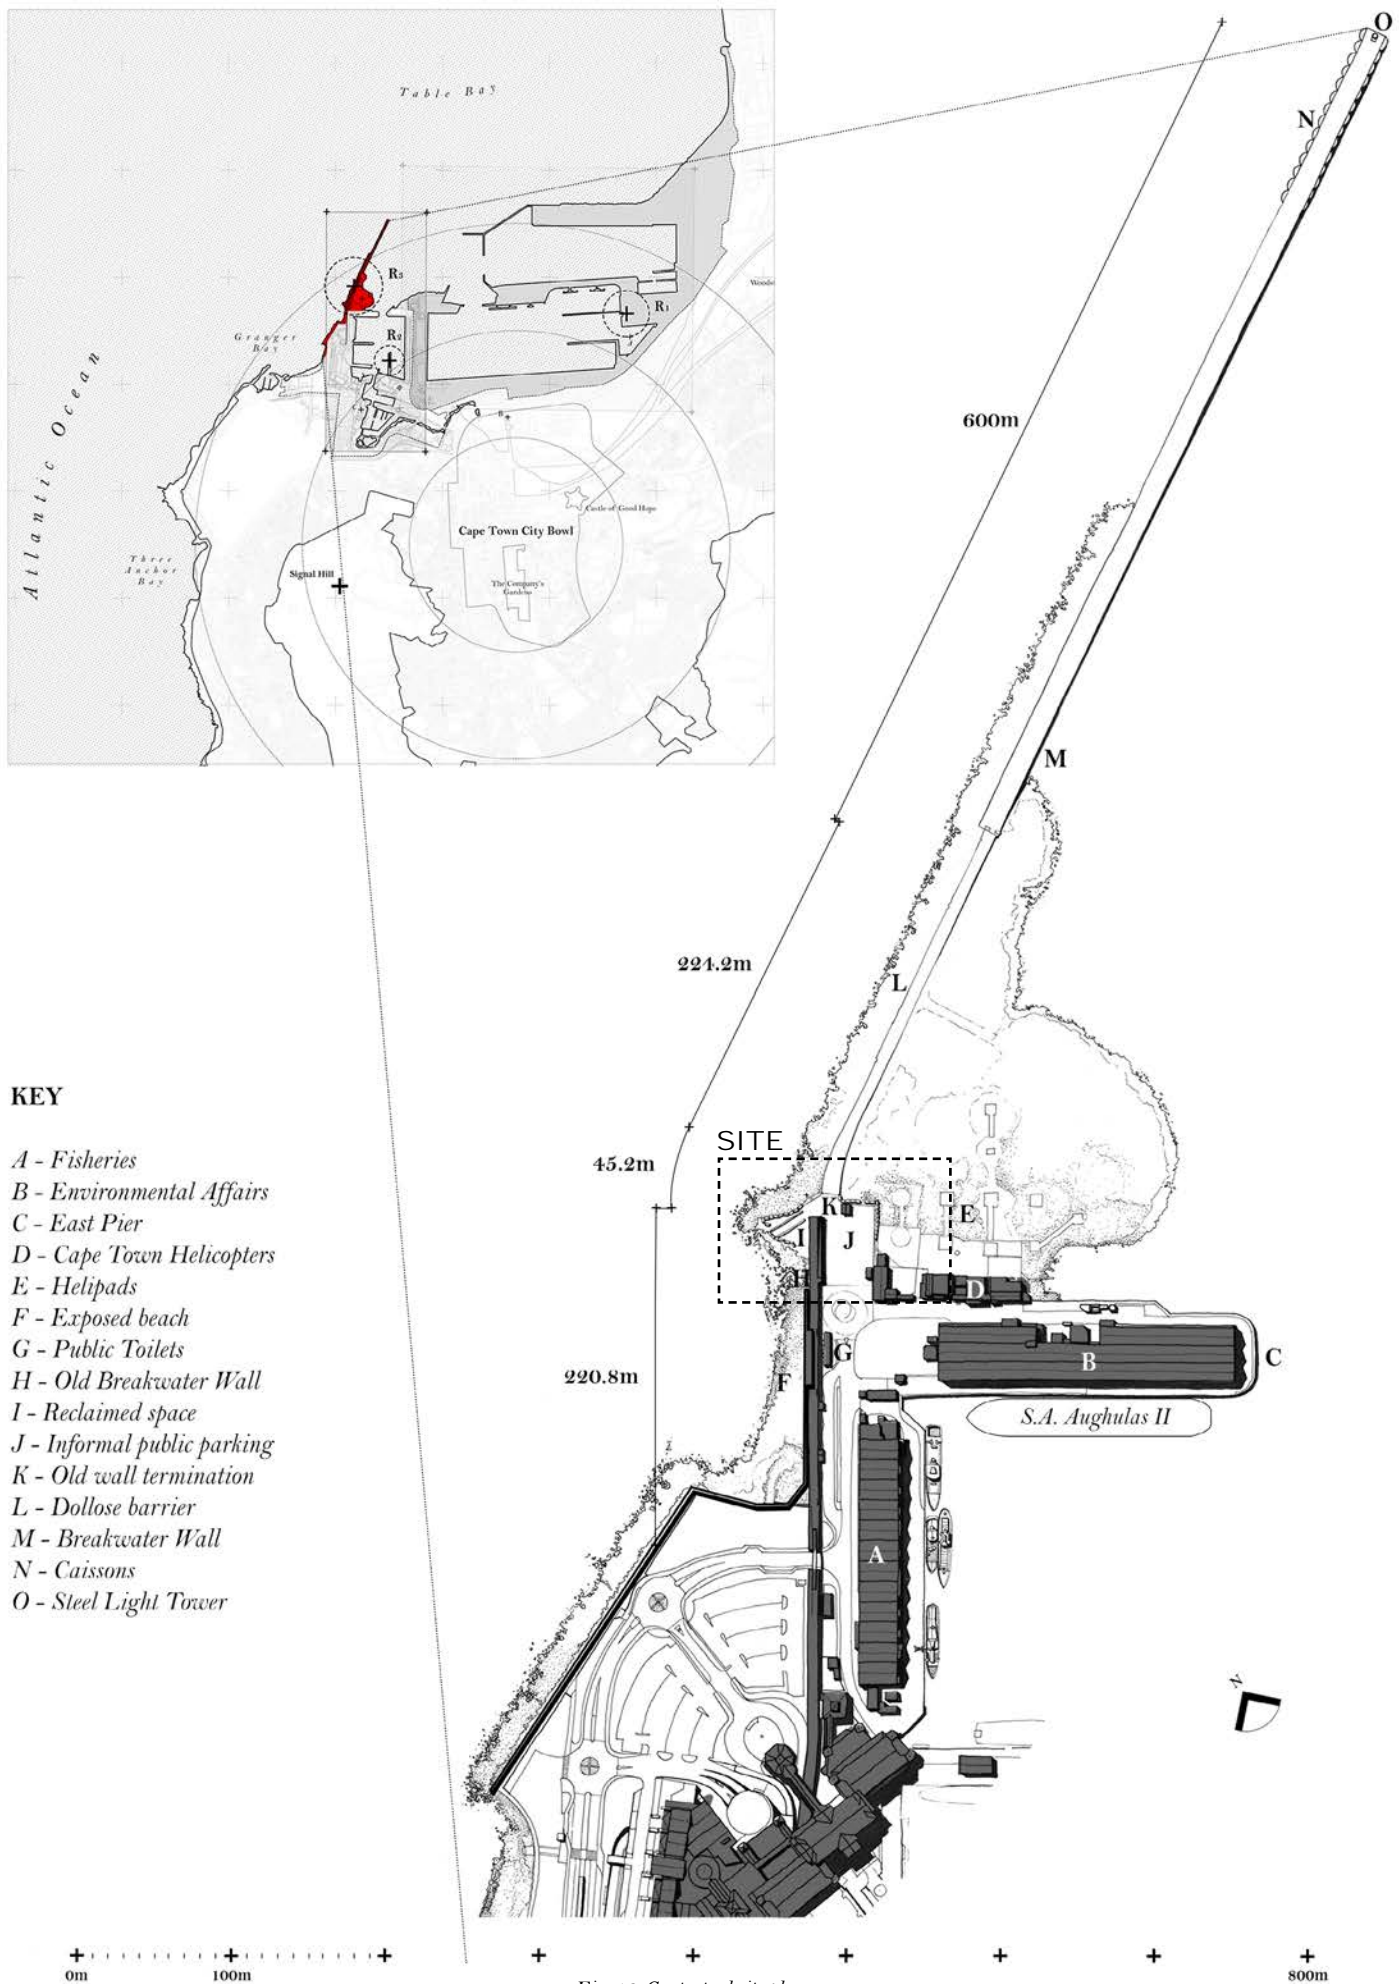 Table Bay
R3
R1
Granger
Bay
R2
Atlantic Ocean
Three
Anchor
Bay
Castle of Good Hope
Cape Town City Bowl
Signal Hill
The Company's
Gardens
O
N
600m
M
224.2m
L
SITE
45.2m
K
I
J
E
H
D
G
B
C
F
220.8m
S.A. Aughulas II
A
N
KEY
A - Fisheries
B - Environmental Affairs
C - East Pier
D - Cape Town Helicopters
E - Helipads
F - Exposed beach
G - Public Toilets
H - Old Breakwater Wall
I - Reclaimed space
J - Informal public parking
K - Old wall termination
L - Dollose barrier
M - Breakwater Wall
N - Caissons
O - Steel Light Tower
0m
100m
800m